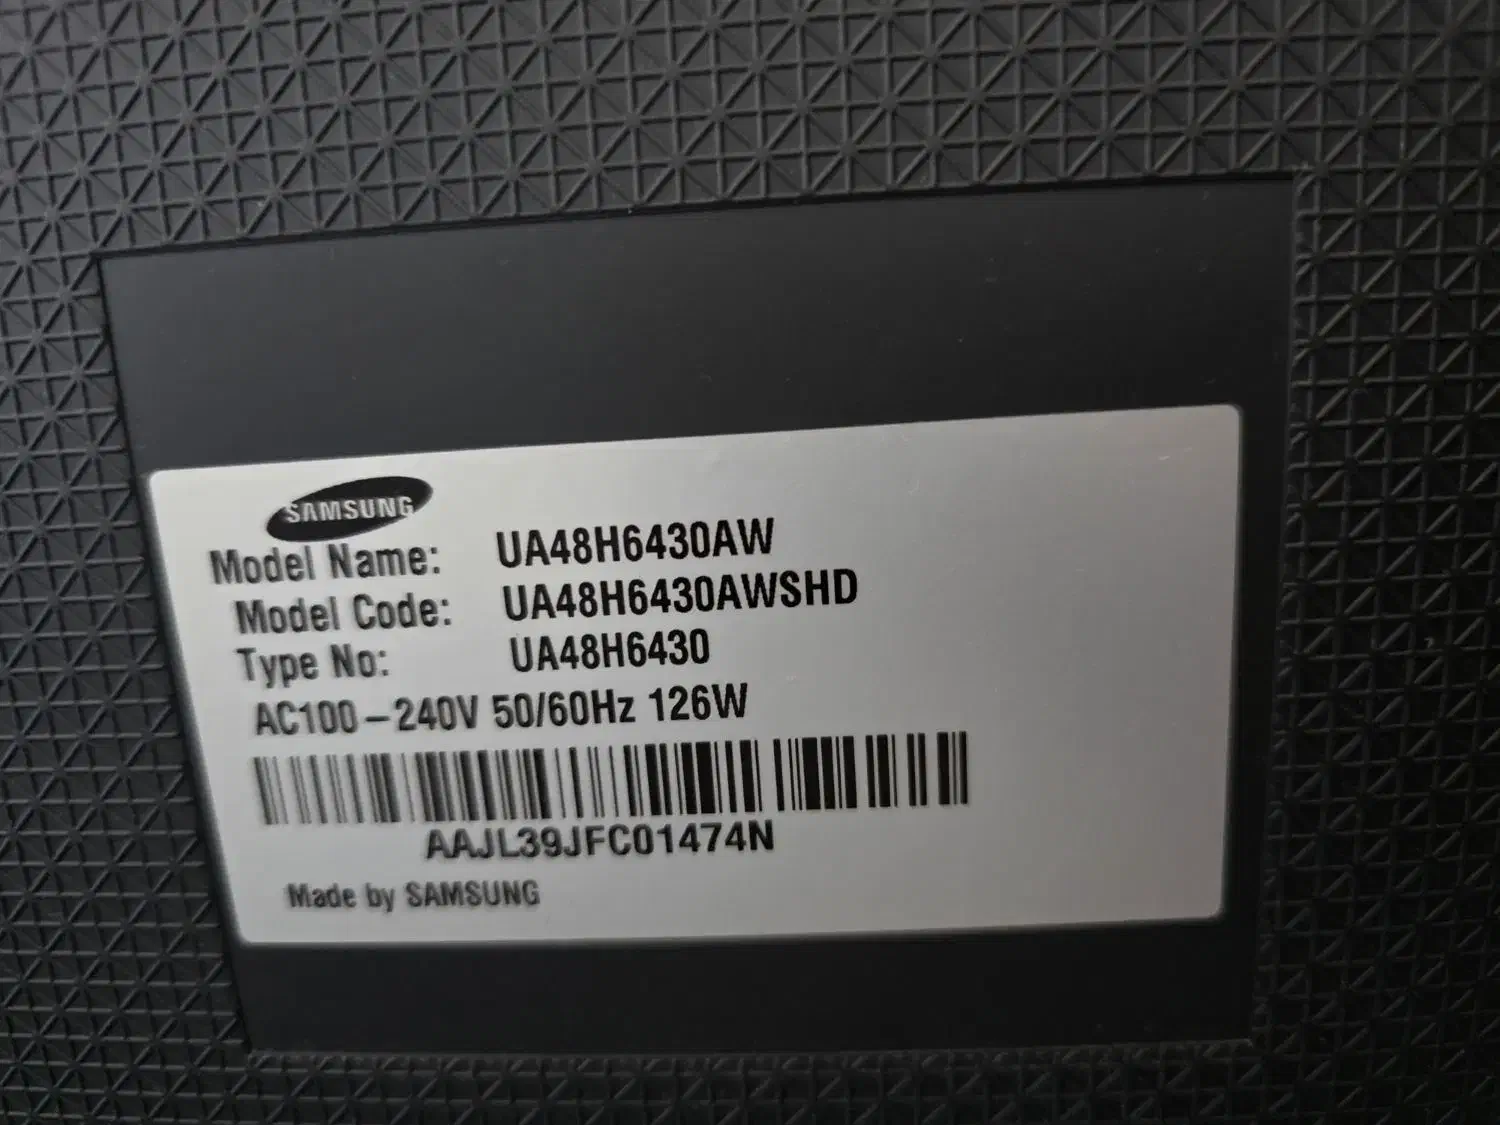 SAMSUNG
Model Name: UA48H6430AW
Model Code: UA48H6430AWSHD
Type No: UA48H6430
AC100-240V 50/60Hz 126W
AAJL39JFC01474N
Made by SAMSUNG